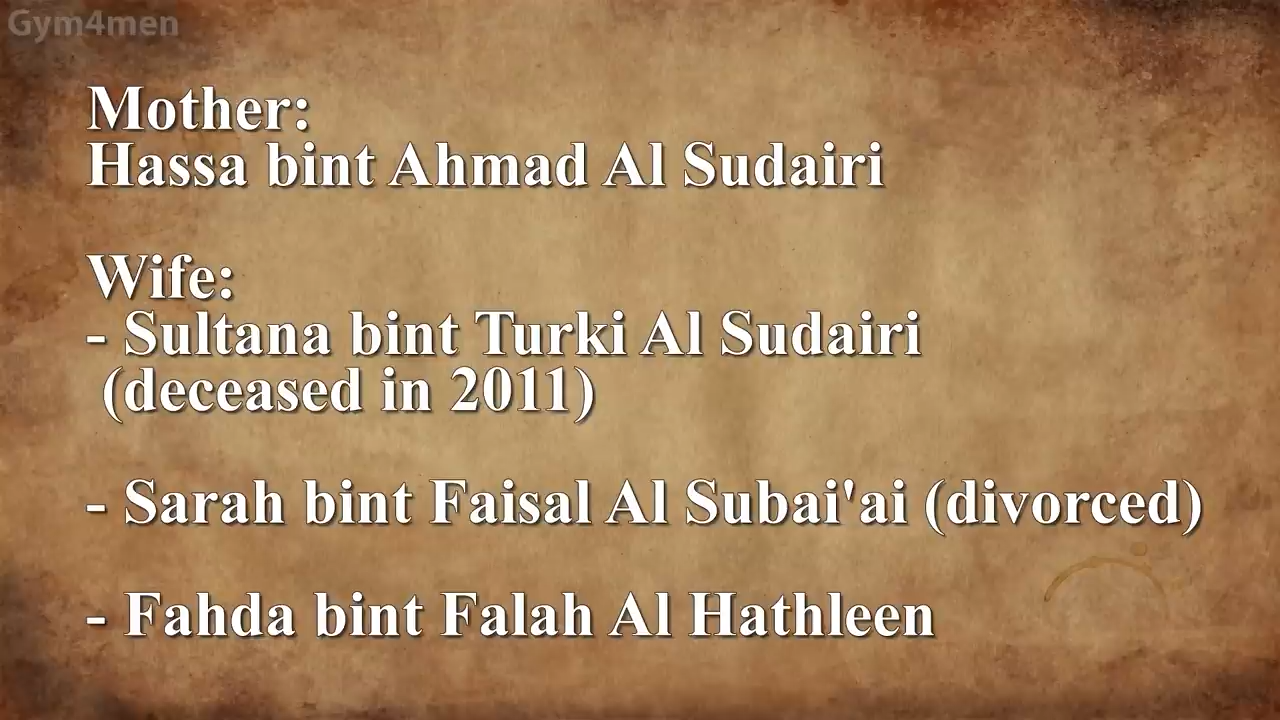 Gym4men
Mother:
Hassa bint Ahmad Al Sudairi
Wife:
- Sultana bint Turki Al Sudairi
(deceased in 2011)
- Sarah bint Faisal Al Subai'ai (divorced)
- Fahda bint Falah Al Hathleen